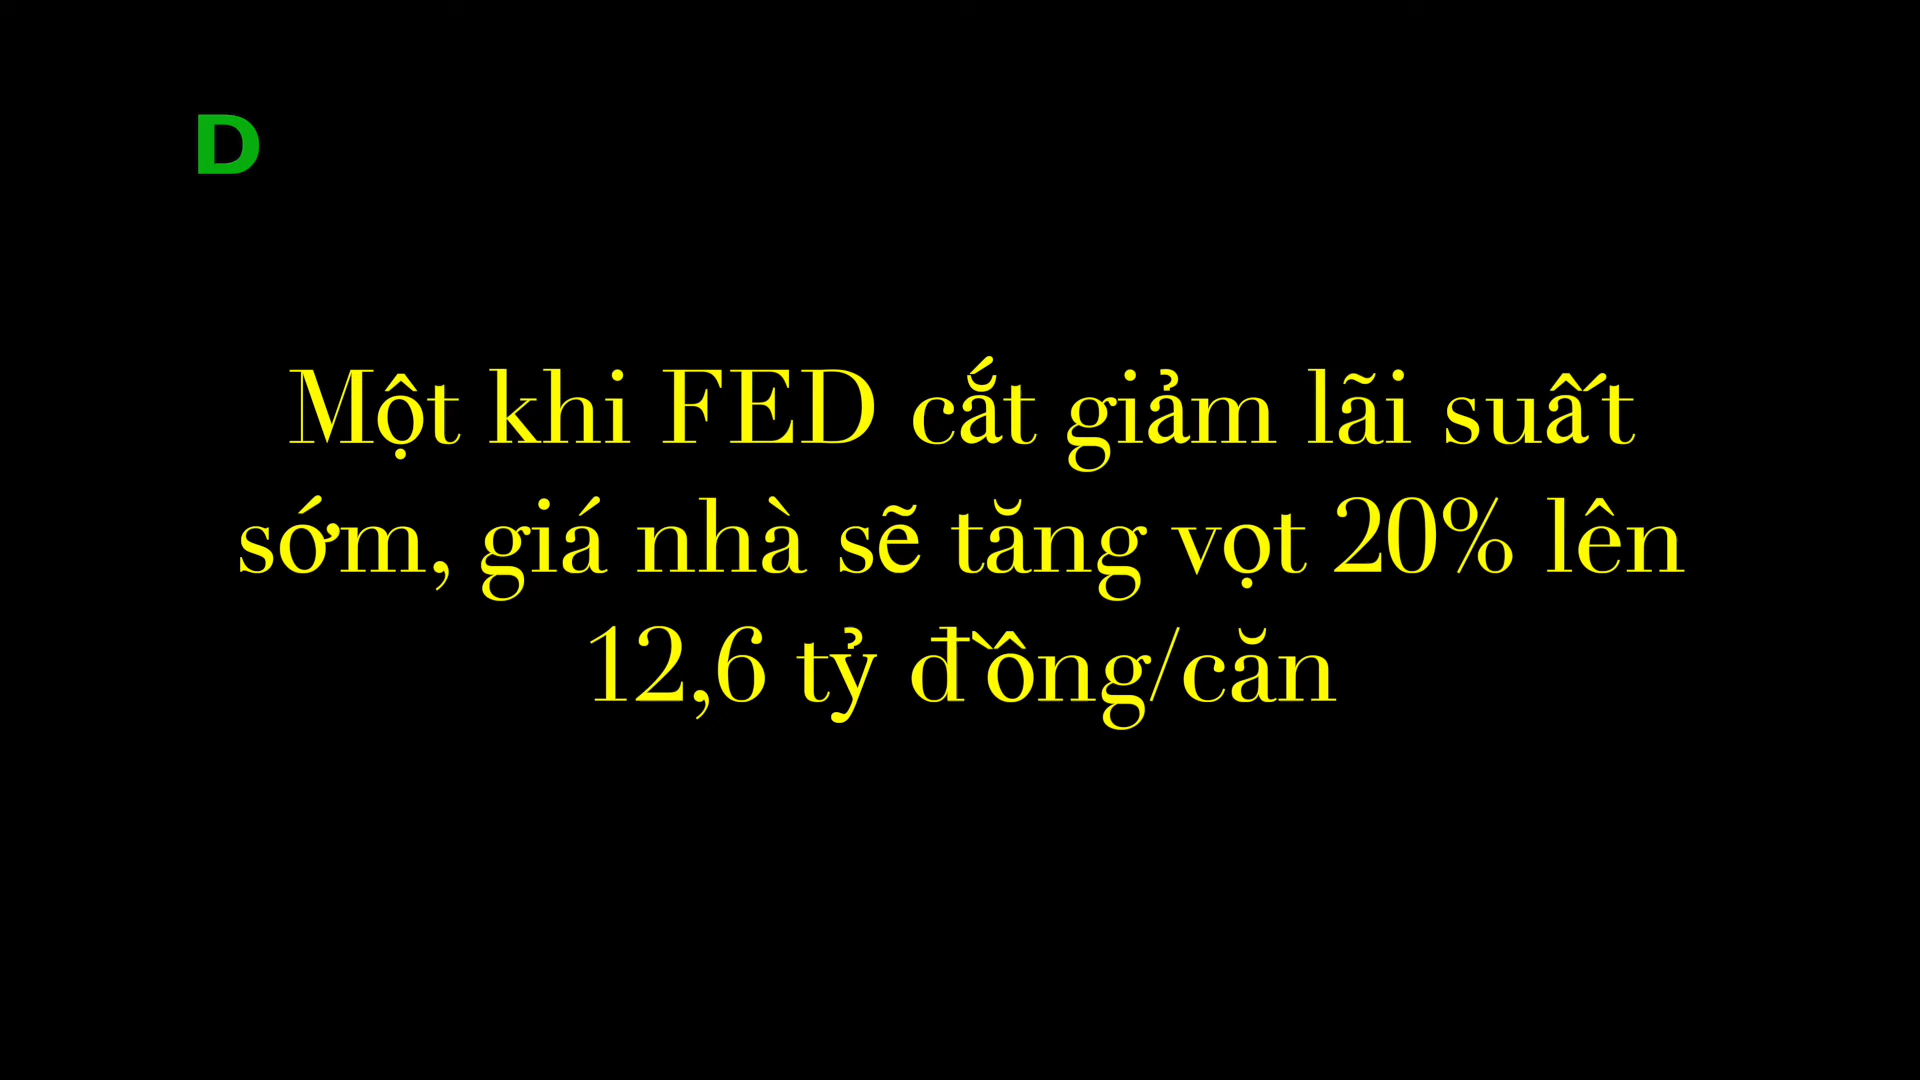 D
Một khi FED cắt giảm lãi suất
sớm, giá nhà sẽ tăng vọt 20% lên
12,6 tỷ đồng/căn